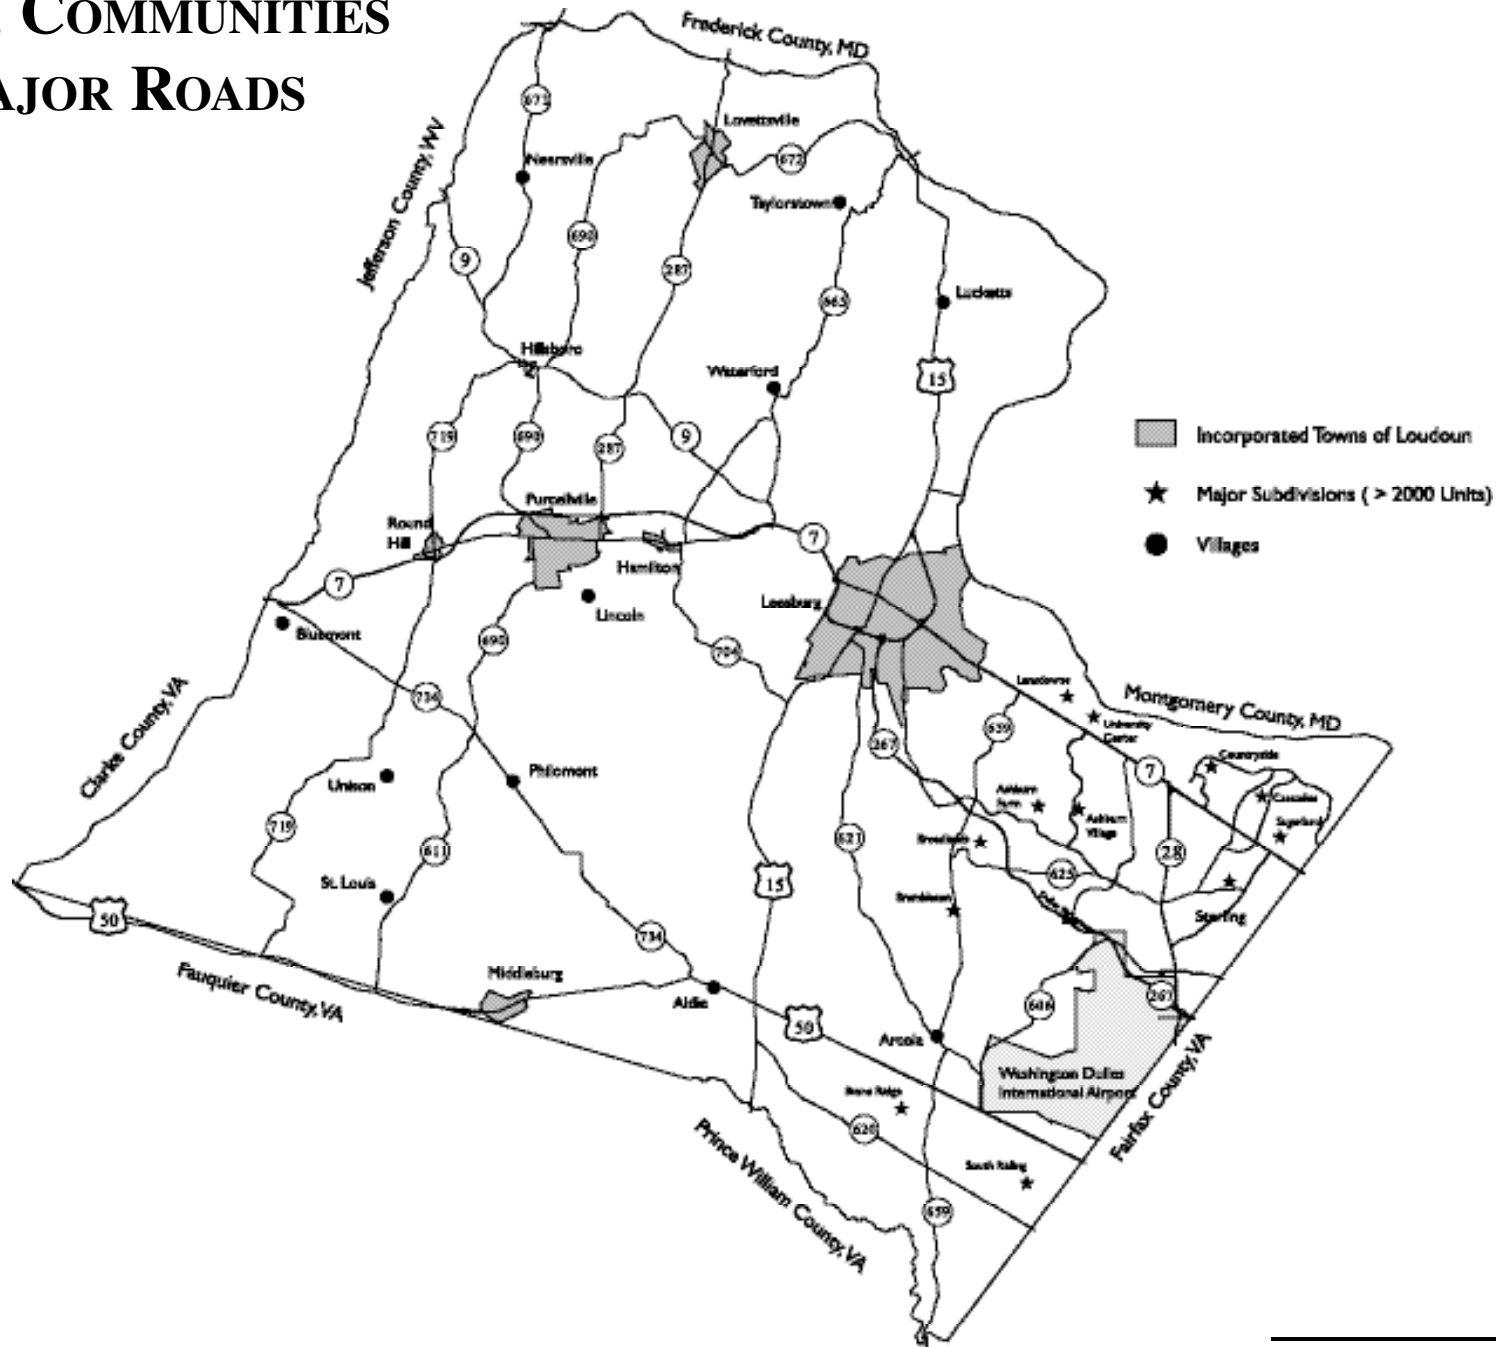 COMMUNITIES
AJOR ROADS
Frederick County, MD
Jefferson County, WV
671
Neersville
Lovettsville
672
Taylorstown
690
9
287
665
Lucketts
Hillsboro
Waterford
15
719
690
287
9
Incorporated Towns of Loudoun
Major Subdivisions ( > 2000 Units)
Villages
Purcellville
Round
Hill
7
Hamilton
7
Leesburg
Lincoln
Bluemont
690
704
734
Lansdowne
University
Center
Montgomery County, MD
Clarke County, VA
659
267
Countryside
7
Unison
Philomont
Ashburn
Farm
Ashburn
Village
Cascades
Sugarland
719
611
621
Broadlands
28
625
St. Louis
15
Brambleton
Sterling
50
734
Fauquier County, VA
Middleburg
Aldie
50
606
267
Arcola
Washington Dulles
International Airport
Fairfax County, VA
Stone Ridge
620
South Riding
Prince William County, VA
659